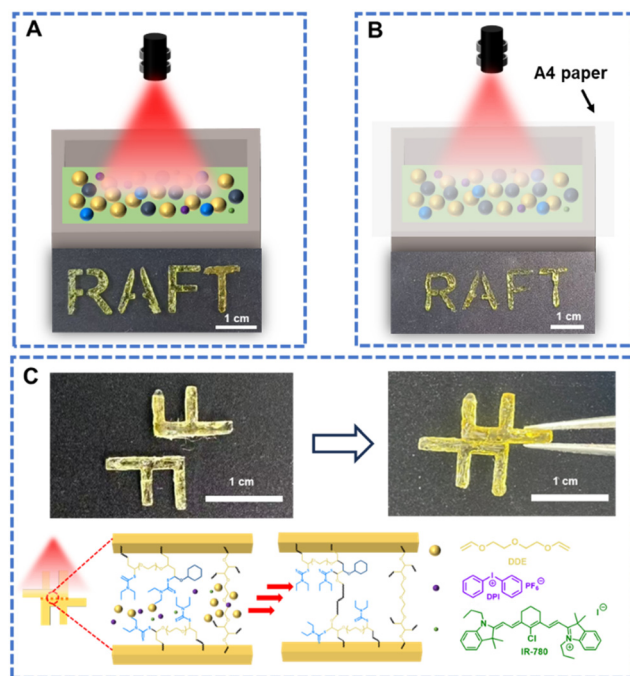 A
RAFT
1 cm
B
A4 paper
RAFT
1 cm
C
1 cm
1 cm
DDE
I
⊕
PF₆⊖
DPI
I⊖
Cl
N
N
⊕
IR-780